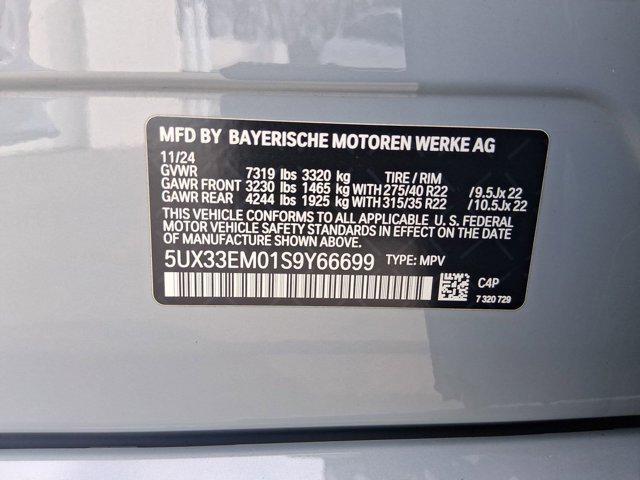 MFD BY BAYERISCHE MOTOREN WERKE AG
11/24
GVWR 7319 lbs 3320 kg TIRE / RIM
GAWR FRONT 3230 lbs 1465 kg WITH 275/40 R22 /9.5Jx 22
GAWR REAR 4244 lbs 1925 kg WITH 315/35 R22 /10.5Jx 22
THIS VEHICLE CONFORMS TO ALL APPLICABLE U. S. FEDERAL
MOTOR VEHICLE SAFETY STANDARDS IN EFFECT ON THE DATE
OF MANUFACTURE SHOWN ABOVE.
5UX33EM01S9Y66699 TYPE: MPV
C4P
7 320 729